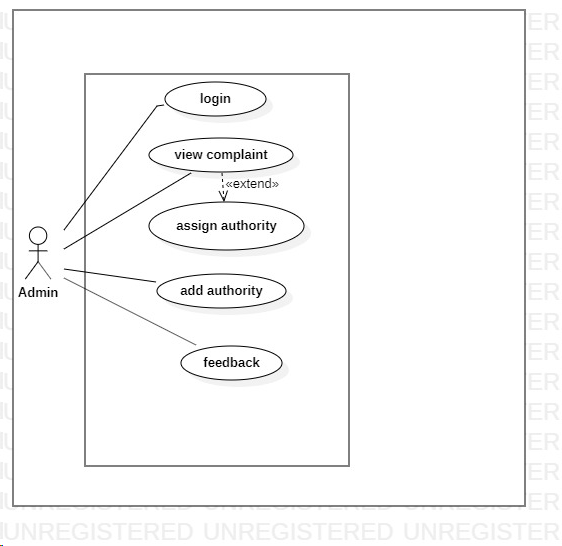 login
view complaint
«extend»
assign authority
Admin
add authority
feedback
UNREGISTERED UNREGISTERED UNREGISTER